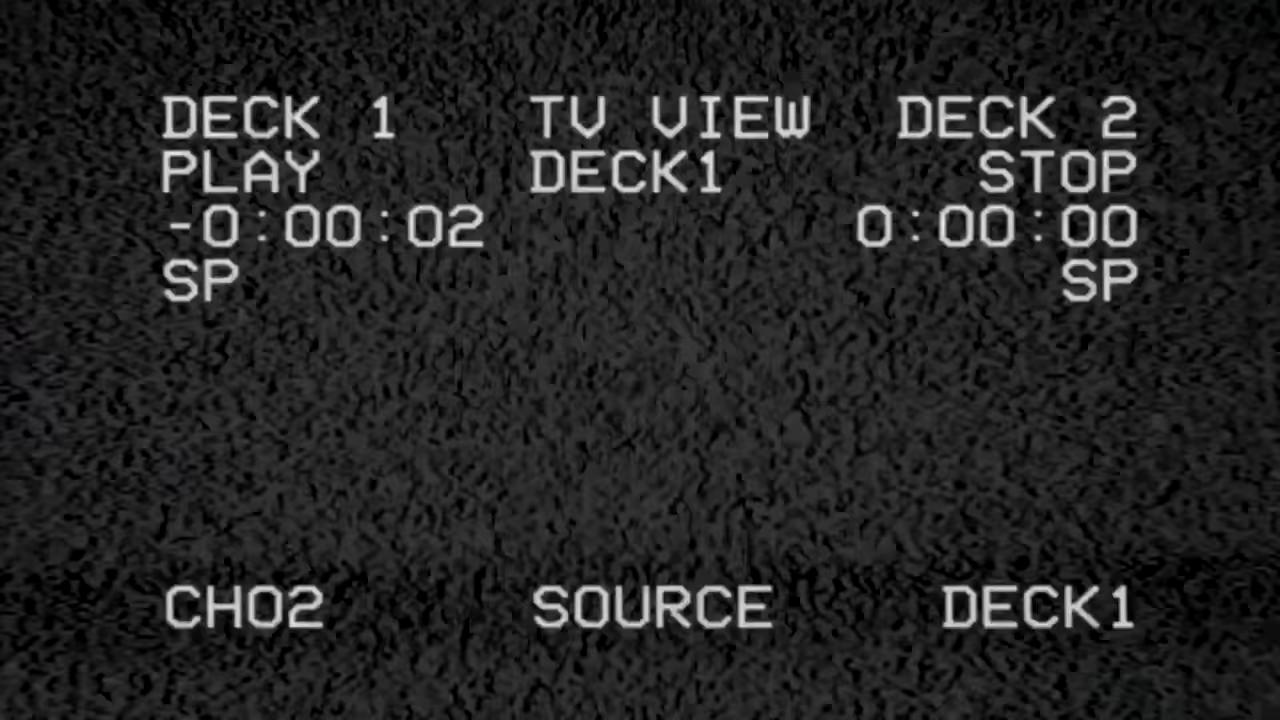 DECK 1 TV VIEW DECK 2
PLAY DECK1 STOP
-0:00:02 0:00:00
SP SP
CH02 SOURCE DECK1